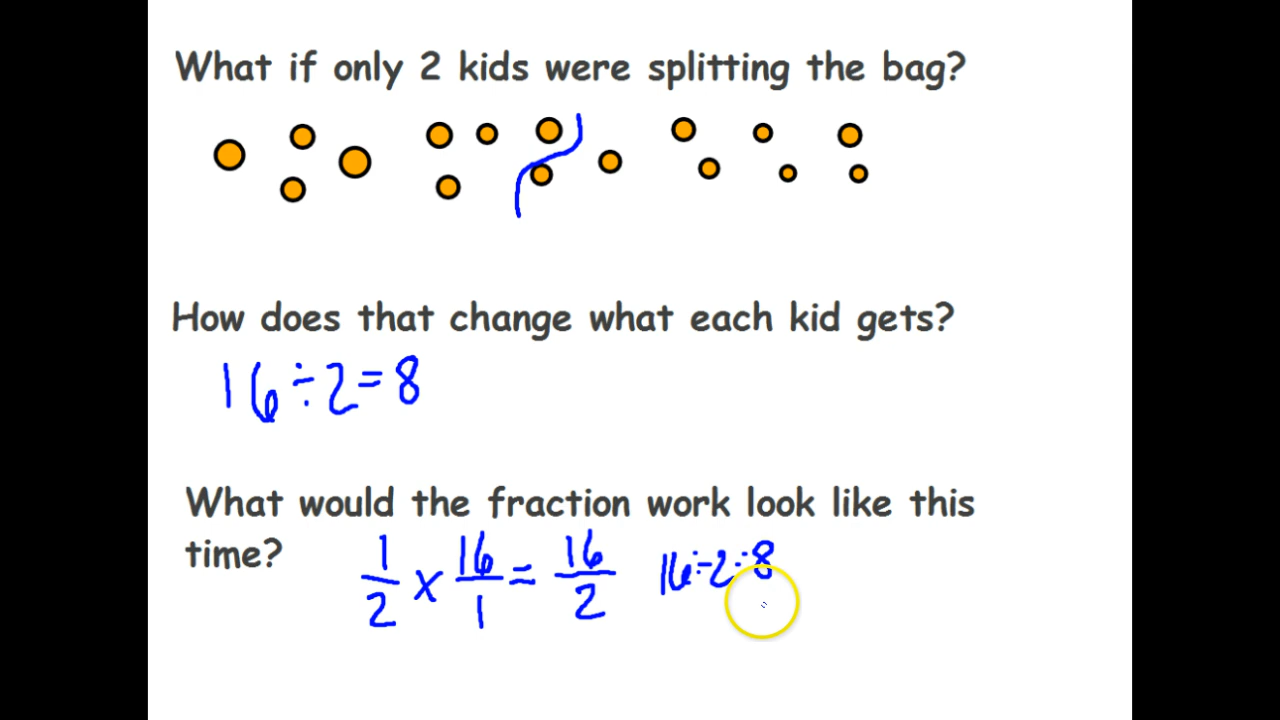 What if only 2 kids were splitting the bag?
How does that change what each kid gets?
16÷2=8
What would the fraction work look like this
time?
1/2 x 16/1 = 16/2 16÷2=8